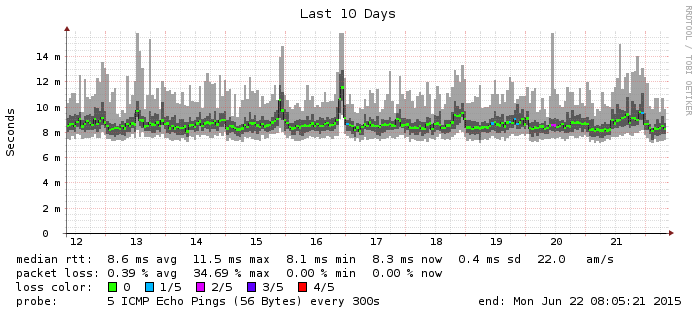 Last 10 Days
RRDTOOL / TOBI OETIKER
Seconds
14 m
12 m
10 m
8 m
6 m
4 m
2 m
0
12 13 14 15 16 17 18 19 20 21
median rtt: 8.6 ms avg 11.5 ms max 8.1 ms min 8.3 ms now 0.4 ms sd 22.0 am/s
packet loss: 0.39 % avg 34.69 % max 0.00 % min 0.00 % now
loss color: 0 1/5 2/5 3/5 4/5
probe: 5 ICMP Echo Pings (56 Bytes) every 300s end: Mon Jun 22 08:05:21 2015